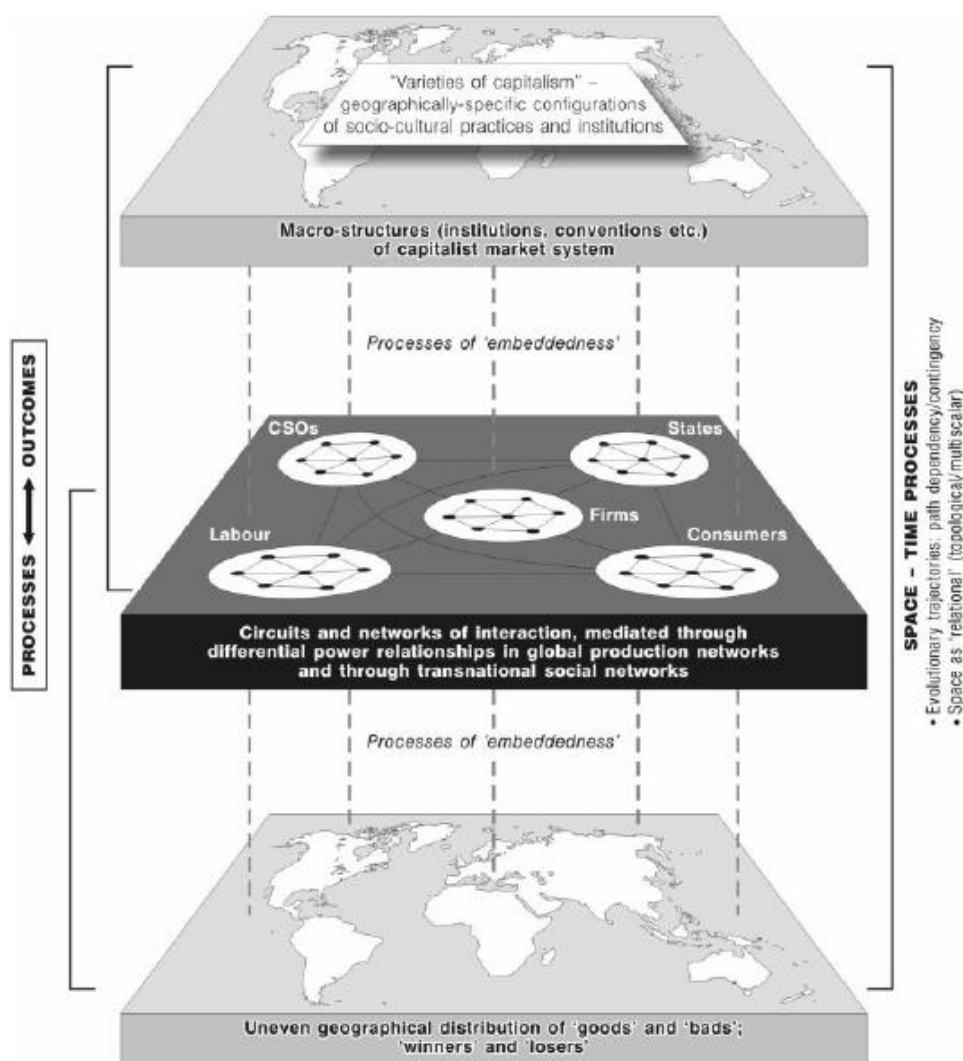 "Varieties of capitalism" –
geographically-specific configurations
of socio-cultural practices and institutions
Macro-structures (institutions, conventions etc.)
of capitalist market system
Processes of 'embeddedness'
CSOs
States
Firms
Labour
Consumers
Circuits and networks of interaction, mediated through
differential power relationships in global production networks
and through transnational social networks
Processes of 'embeddedness'
Uneven geographical distribution of 'goods' and 'bads';
'winners' and 'losers'
PROCESSES ↔ OUTCOMES
SPACE – TIME PROCESSES
• Evolutionary trajectories: path dependency/contingency
• Space as 'relational' (topological/multiscalar)